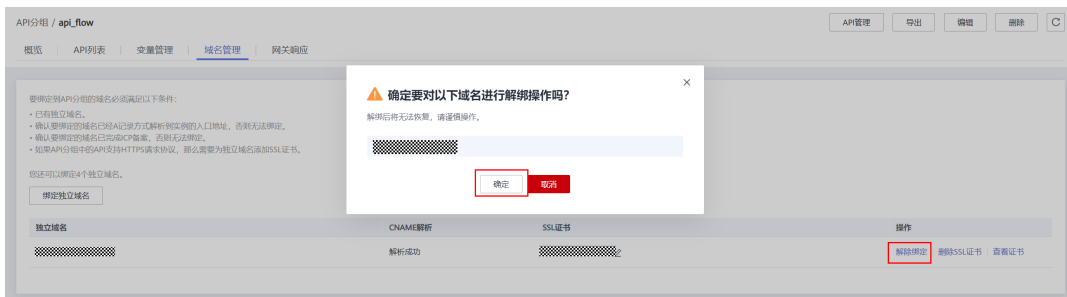 API分组 / api_flow
API管理 导出 编辑 删除
概览 API列表 变量管理 域名管理 网关响应
要绑定到API分组的域名必须满足以下条件：
• 已有独立域名。
• 确认要绑定的域名已经A记录方式解析到实例的入口地址，否则无法绑定。
• 确认要绑定的域名已完成ICP备案，否则无法绑定。
• 如果API分组中的API支持HTTPS请求协议，那么需要为独立域名添加SSL证书。
您还可以绑定4个独立域名。
绑定独立域名
确定要对以下域名进行解绑操作吗?
解绑后将无法恢复，请谨慎操作。
确定 取消
独立域名 CNAME解析 SSL证书 操作
解析成功 解除绑定 删除SSL证书 查看证书